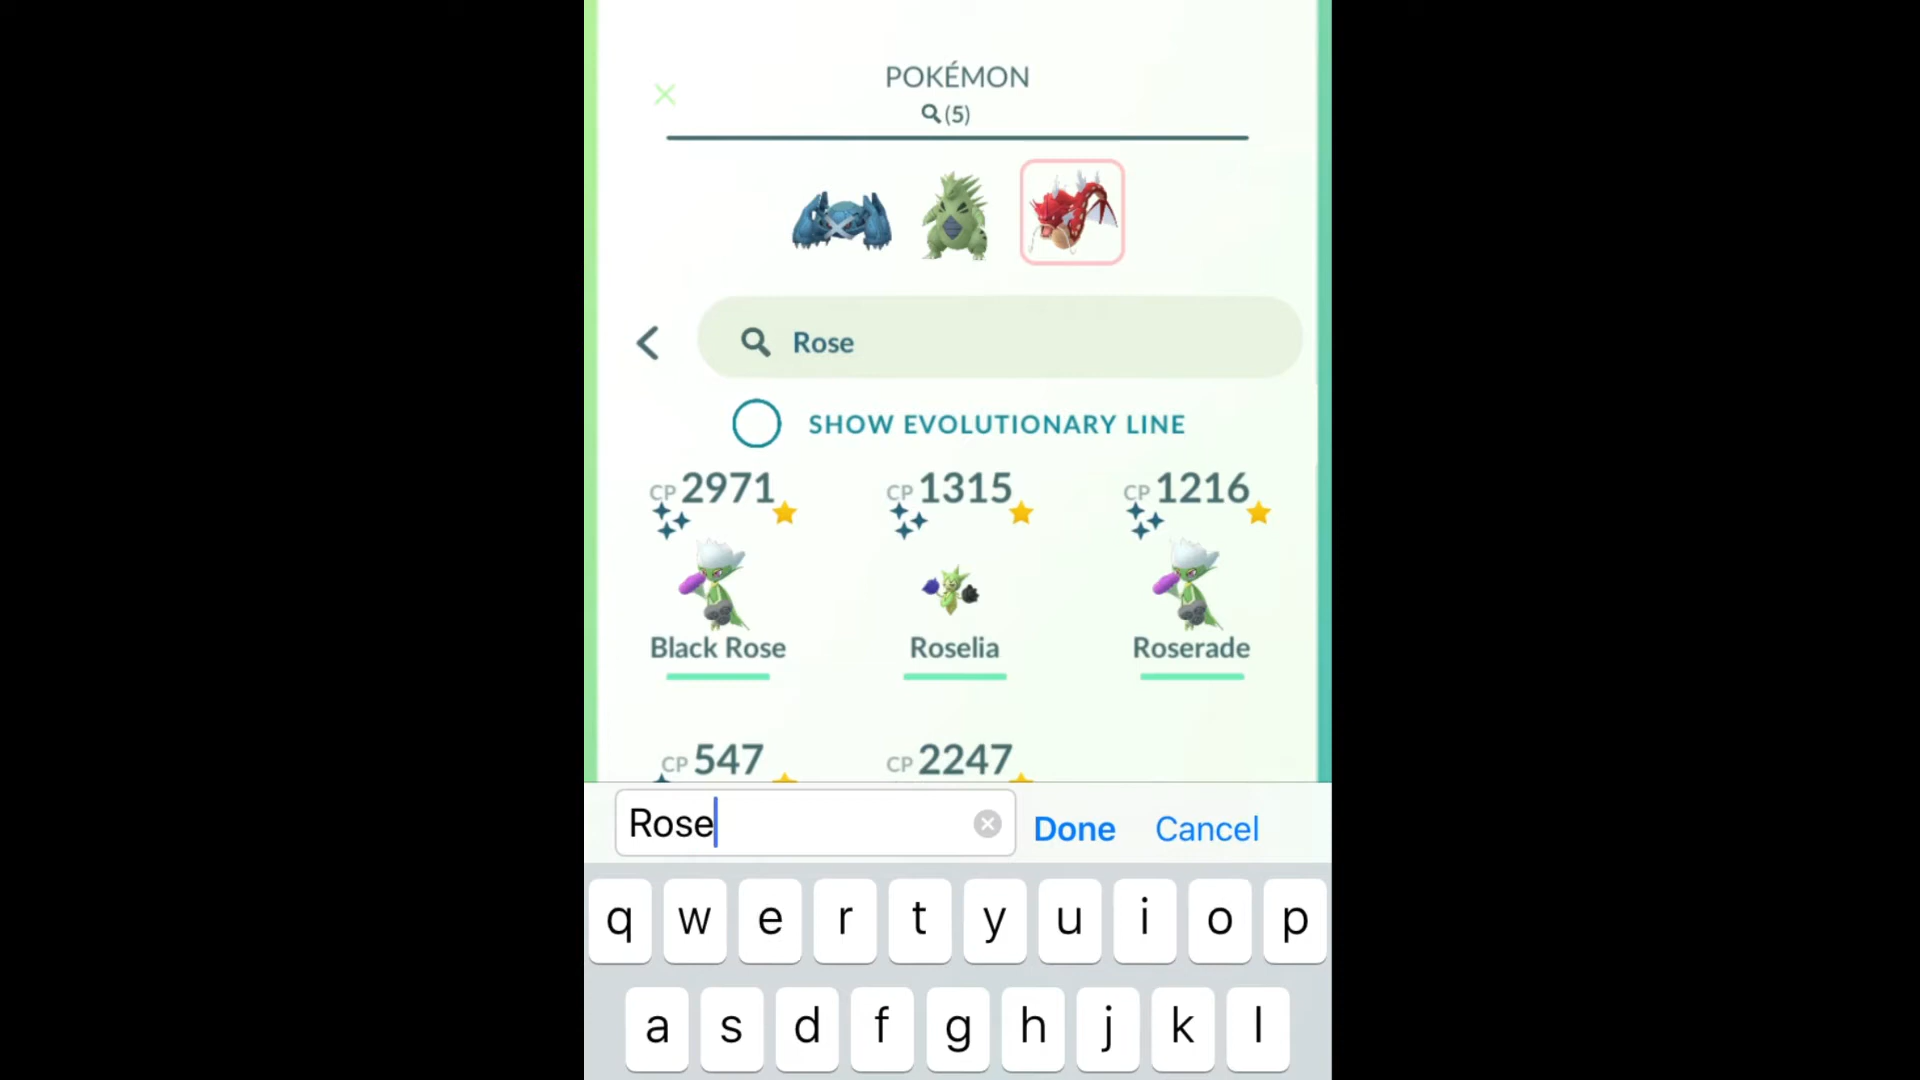 POKÉMON
(5)
Rose
SHOW EVOLUTIONARY LINE
CP 2971 CP 1315 CP 1216
Black Rose Roselia Roserade
CP 547 CP 2247
Rose Done Cancel
q w e r t y u i o p
a s d f g h j k l